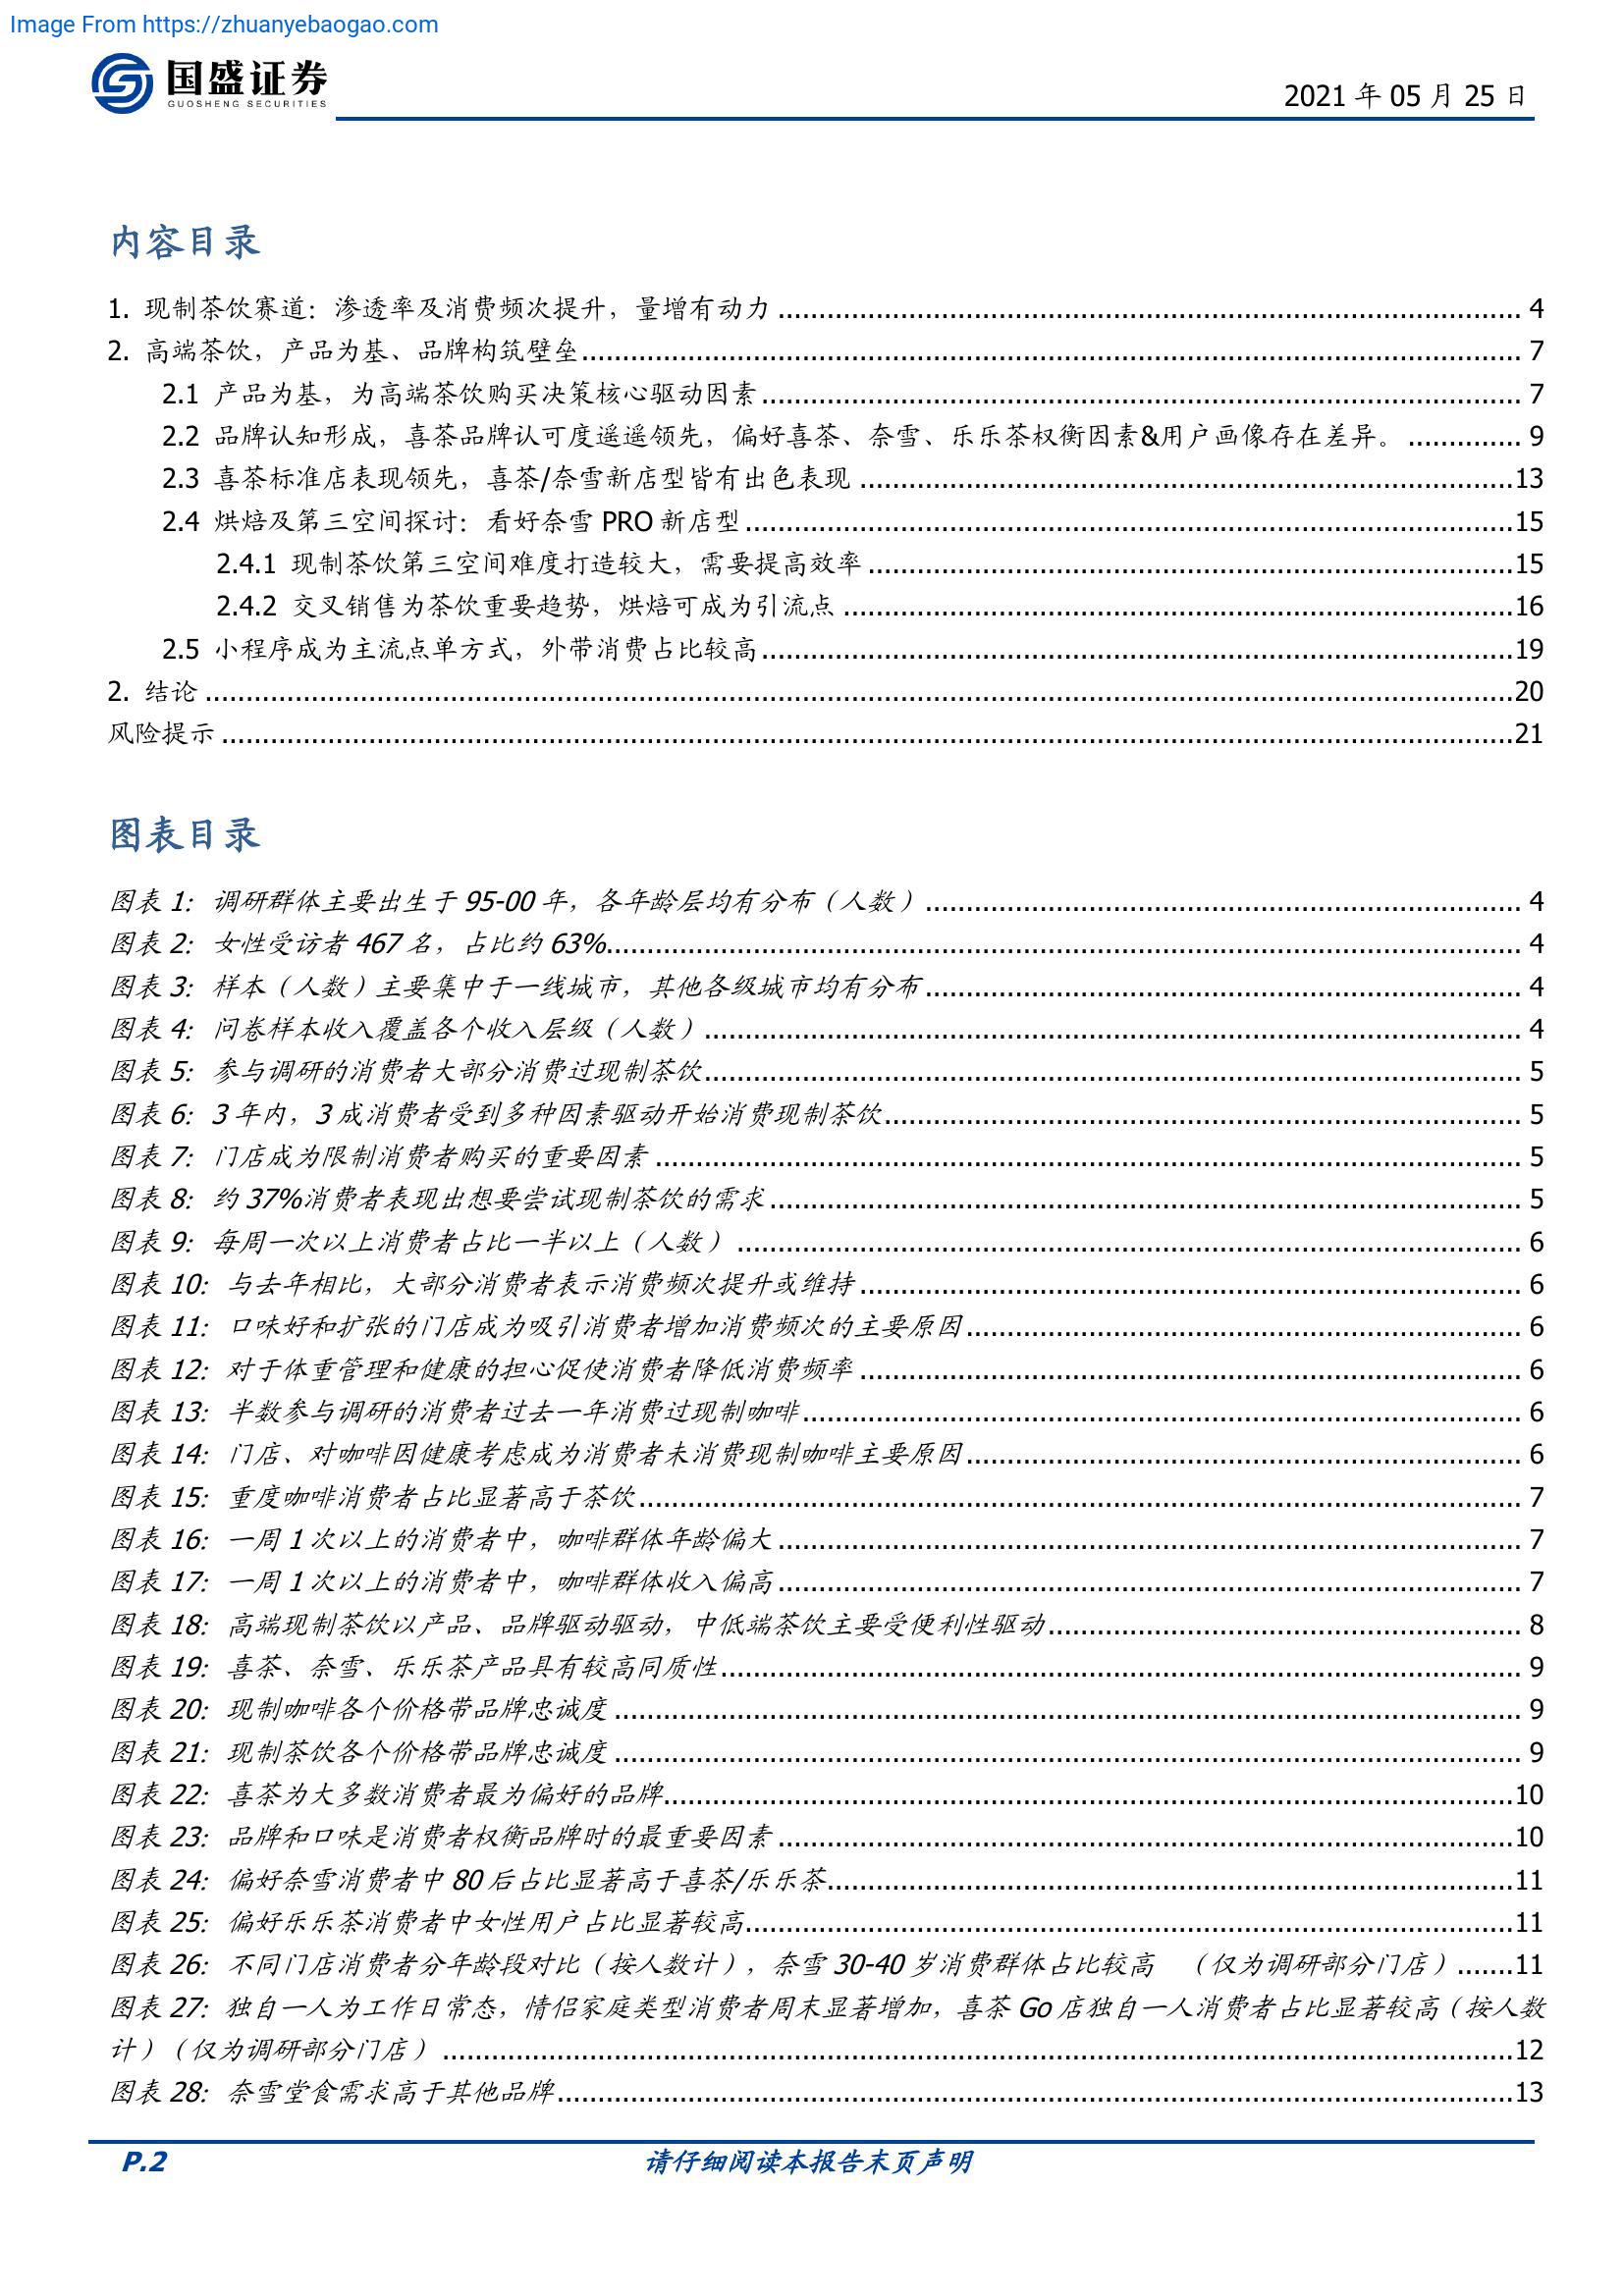 Image From https://zhuanyebaogao.com
国盛证券
GUOSHENG SECURITIES
2021 年 05 月 25 日
内容目录
1. 现制茶饮赛道：渗透率及消费频次提升，量增有动力 ........ 4
2. 高端茶饮，产品为基、品牌构筑壁垒 ........ 7
2.1 产品为基，为高端茶饮购买决策核心驱动因素 ........ 7
2.2 品牌认知形成，喜茶品牌认可度遥遥领先，偏好喜茶、奈雪、乐乐茶权衡因素&用户画像存在差异。 ........ 9
2.3 喜茶标准店表现领先，喜茶/奈雪新店型皆有出色表现 ........ 13
2.4 烘焙及第三空间探讨：看好奈雪 PRO 新店型 ........ 15
2.4.1 现制茶饮第三空间难度打造较大，需要提高效率 ........ 15
2.4.2 交叉销售为茶饮重要趋势，烘焙可成为引流点 ........ 16
2.5 小程序成为主流点单方式，外带消费占比较高 ........ 19
2. 结论 ........ 20
风险提示 ........ 21
图表目录
图表 1: 调研群体主要出生于 95-00 年，各年龄层均有分布（人数） ........ 4
图表 2: 女性受访者 467 名，占比约 63% ........ 4
图表 3: 样本（人数）主要集中于一线城市，其他各级城市均有分布 ........ 4
图表 4: 问卷样本收入覆盖各个收入层级（人数） ........ 4
图表 5: 参与调研的消费者大部分消费过现制茶饮 ........ 5
图表 6: 3 年内，3 成消费者受到多种因素驱动开始消费现制茶饮 ........ 5
图表 7: 门店成为限制消费者购买的重要因素 ........ 5
图表 8: 约 37%消费者表现出想要尝试现制茶饮的需求 ........ 5
图表 9: 每周一次以上消费者占比一半以上（人数） ........ 6
图表 10: 与去年相比，大部分消费者表示消费频次提升或维持 ........ 6
图表 11: 口味好和扩张的门店成为吸引消费者增加消费频次的主要原因 ........ 6
图表 12: 对于体重管理和健康的担心促使消费者降低消费频率 ........ 6
图表 13: 半数参与调研的消费者过去一年消费过现制咖啡 ........ 6
图表 14: 门店、对咖啡因健康考虑成为消费者未消费现制咖啡主要原因 ........ 6
图表 15: 重度咖啡消费者占比显著高于茶饮 ........ 7
图表 16: 一周 1 次以上的消费者中，咖啡群体年龄偏大 ........ 7
图表 17: 一周 1 次以上的消费者中，咖啡群体收入偏高 ........ 7
图表 18: 高端现制茶饮以产品、品牌驱动驱动，中低端茶饮主要受便利性驱动 ........ 8
图表 19: 喜茶、奈雪、乐乐茶产品具有较高同质性 ........ 9
图表 20: 现制咖啡各个价格带品牌忠诚度 ........ 9
图表 21: 现制茶饮各个价格带品牌忠诚度 ........ 9
图表 22: 喜茶为大多数消费者最为偏好的品牌 ........ 10
图表 23: 品牌和口味是消费者权衡品牌时的最重要因素 ........ 10
图表 24: 偏好奈雪消费者中 80 后占比显著高于喜茶/乐乐茶 ........ 11
图表 25: 偏好乐乐茶消费者中女性用户占比显著较高 ........ 11
图表 26: 不同门店消费者分年龄段对比（按人数计），奈雪 30-40 岁消费群体占比较高 （仅为调研部分门店） ........ 11
图表 27: 独自一人为工作日常态，情侣家庭类型消费者周末显著增加，喜茶 Go 店独自一人消费者占比显著较高（按人数
计）（仅为调研部分门店） ........ 12
图表 28: 奈雪堂食需求高于其他品牌 ........ 13
P.2
请仔细阅读本报告末页声明